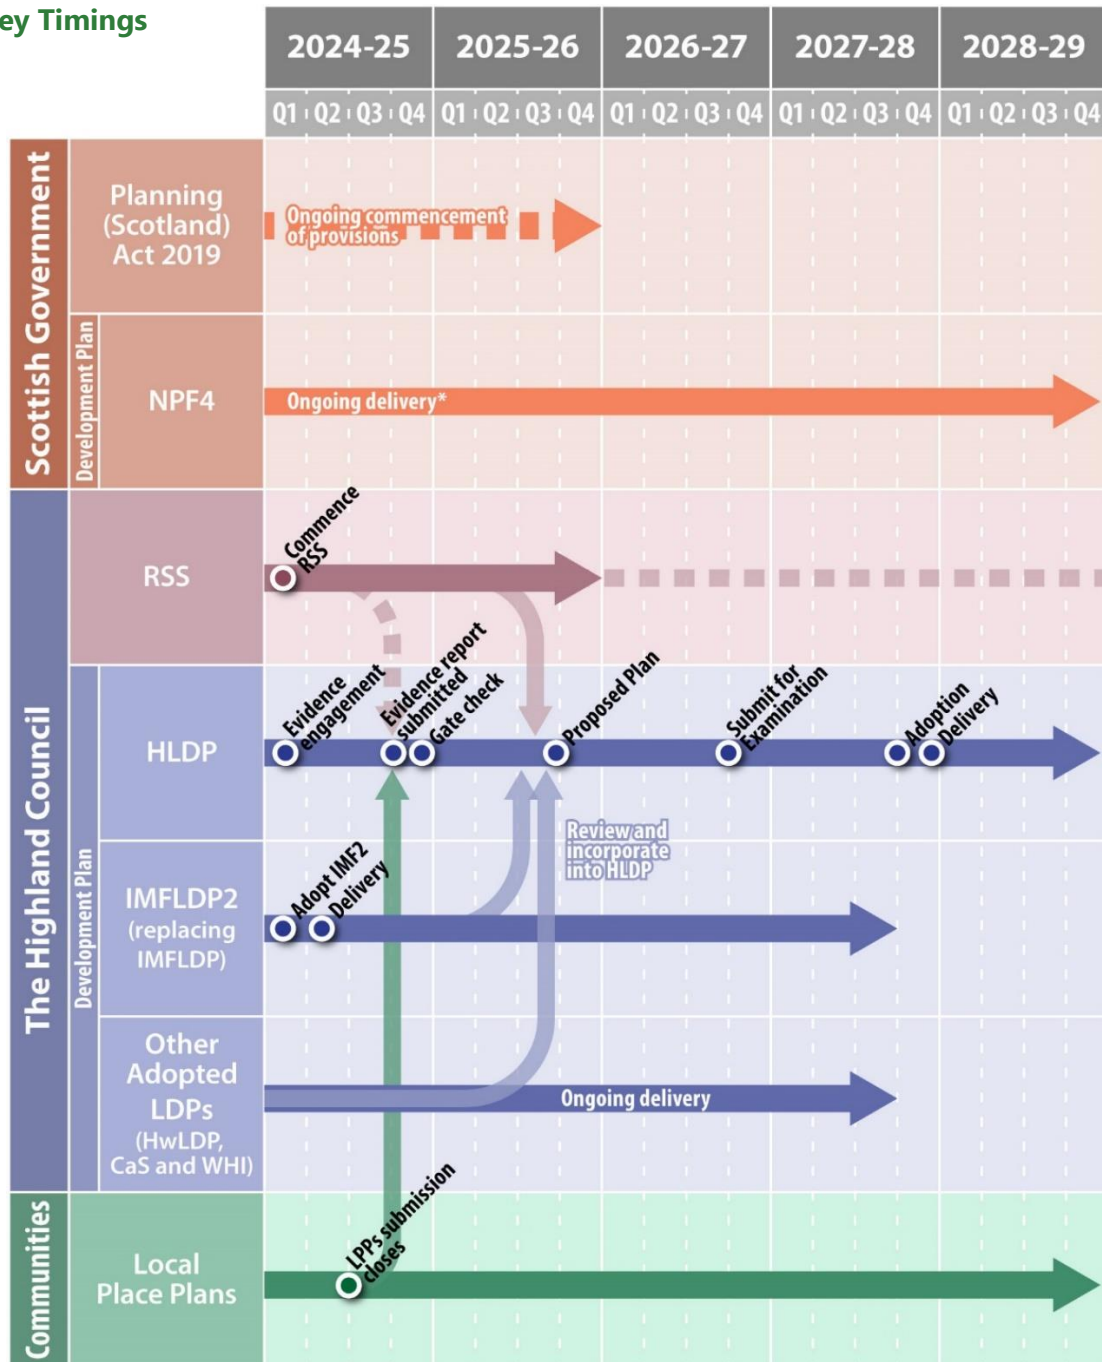 ey Timings
2024-25 2025-26 2026-27 2027-28 2028-29
Q1 Q2 Q3 Q4 Q1 Q2 Q3 Q4 Q1 Q2 Q3 Q4 Q1 Q2 Q3 Q4 Q1 Q2 Q3 Q4
Scottish Government
Planning
(Scotland)
Act 2019
Ongoing commencement
of provisions
Development Plan
NPF4
Ongoing delivery*
The Highland Council
RSS
Commence
RSS
Development Plan
HLDP
Evidence
engagement
Evidence report
submitted
Gate check
Proposed Plan
Submit for
Examination
Adoption
Delivery
Review and
incorporate
into HLDP
IMFLDP2
(replacing
IMFLDP)
Adopt IMF2
Delivery
Other
Adopted
LDPs
(HwLDP,
CaS and WHI)
Ongoing delivery
Communities
Local
Place Plans
LPPs submission
closes